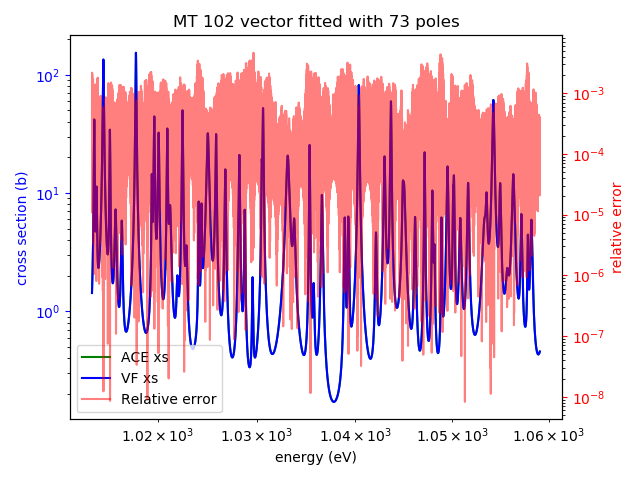 MT 102 vector fitted with 73 poles
cross section (b)
10²
10¹
10⁰
relative error
10⁻³
10⁻⁴
10⁻⁵
10⁻⁶
10⁻⁷
10⁻⁸
ACE xs
VF xs
Relative error
1.02×10³ 1.03×10³ 1.04×10³ 1.05×10³ 1.06×10³
energy (eV)